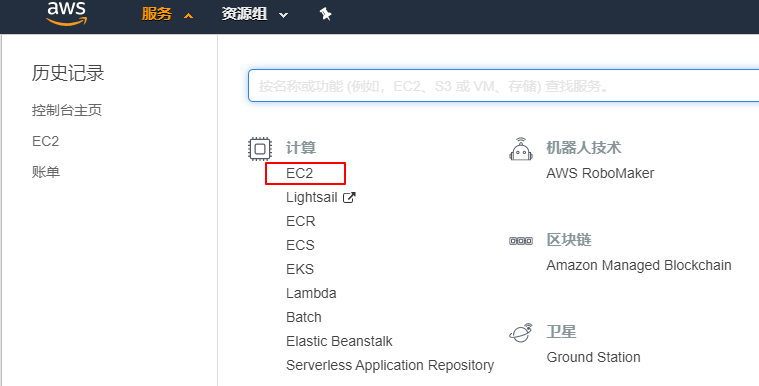 aws 服务 资源组
历史记录
控制台主页
EC2
账单
按名称或功能 (例如，EC2、S3 或 VM、存储) 查找服务。
计算
EC2
Lightsail
ECR
ECS
EKS
Lambda
Batch
Elastic Beanstalk
Serverless Application Repository
机器人技术
AWS RoboMaker
区块链
Amazon Managed Blockchain
卫星
Ground Station